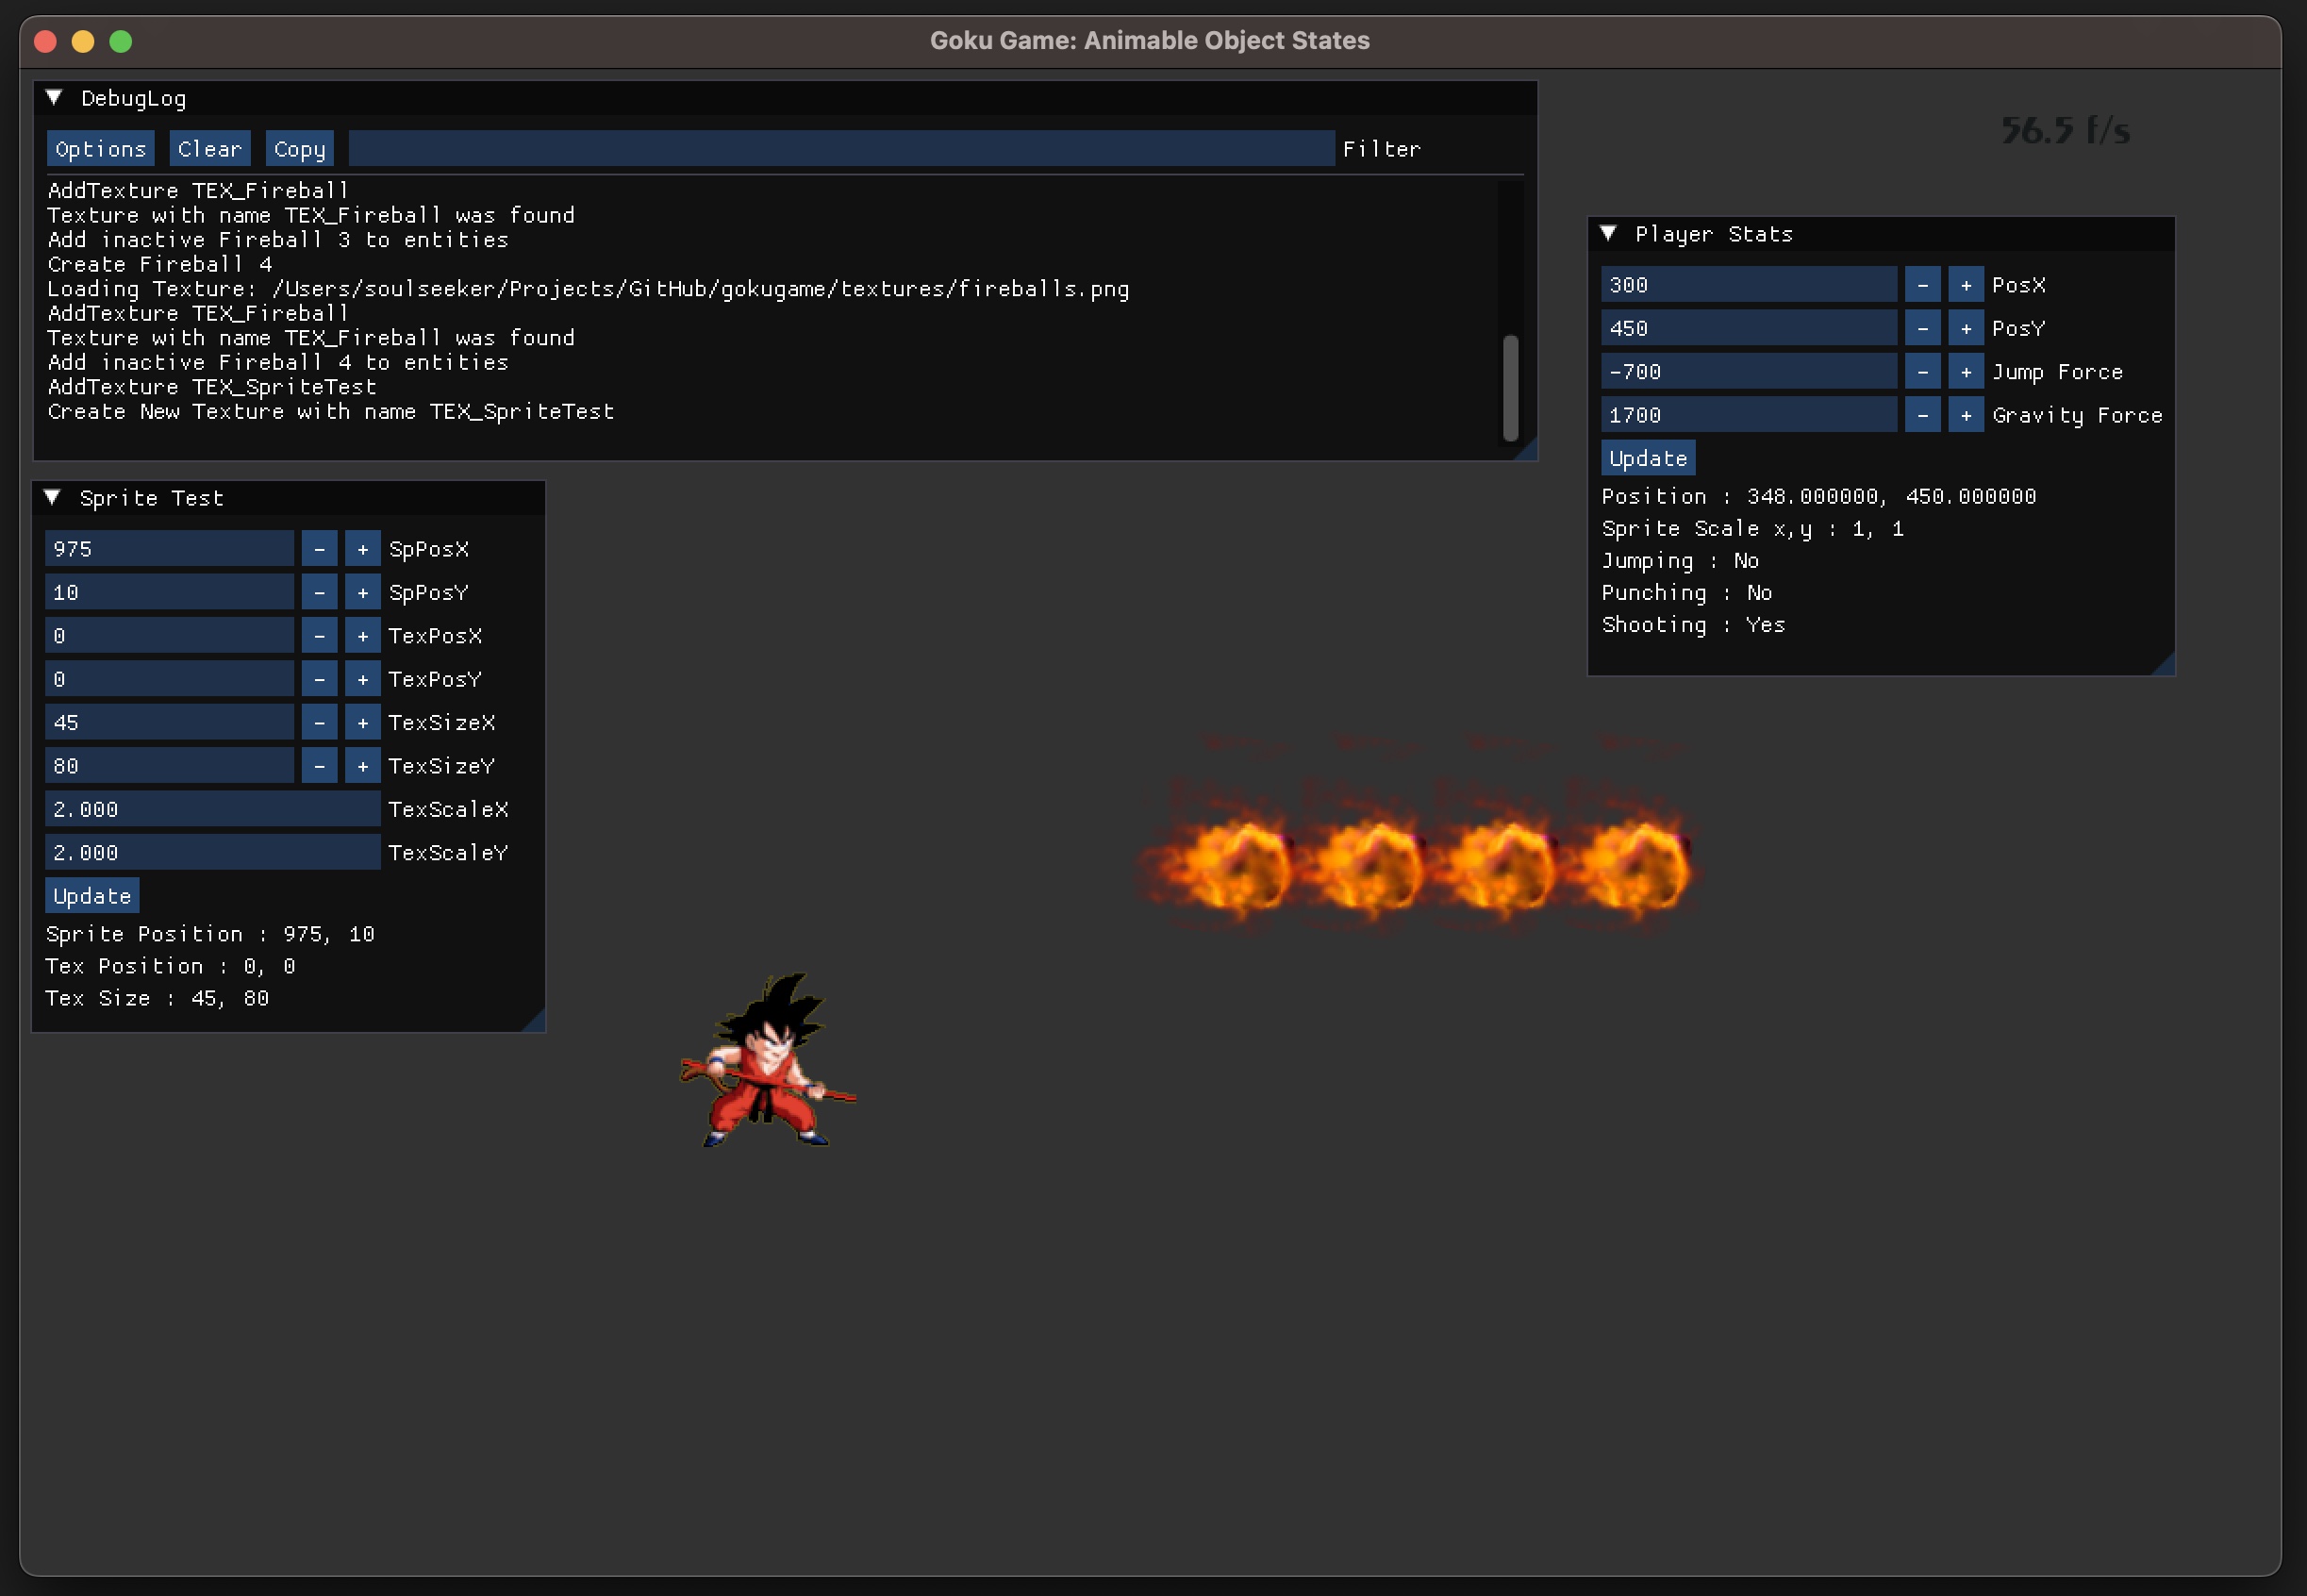 Goku Game: Animable Object States
DebugLog
Options Clear Copy Filter
AddTexture TEX_Fireball
Texture with name TEX_Fireball was found
Add inactive Fireball 3 to entities
Create Fireball 4
Loading Texture: /Users/soulseeker/Projects/GitHub/gokugame/textures/fireballs.png
AddTexture TEX_Fireball
Texture with name TEX_Fireball was found
Add inactive Fireball 4 to entities
AddTexture TEX_SpriteTest
Create New Texture with name TEX_SpriteTest
56.5 f/s
Player Stats
300 - + PosX
450 - + PosY
-700 - + Jump Force
1700 - + Gravity Force
Update
Position : 348.000000, 450.000000
Sprite Scale x,y : 1, 1
Jumping : No
Punching : No
Shooting : Yes
Sprite Test
975 - + SpPosX
10 - + SpPosY
0 - + TexPosX
0 - + TexPosY
45 - + TexSizeX
80 - + TexSizeY
2.000 TexScaleX
2.000 TexScaleY
Update
Sprite Position : 975, 10
Tex Position : 0, 0
Tex Size : 45, 80